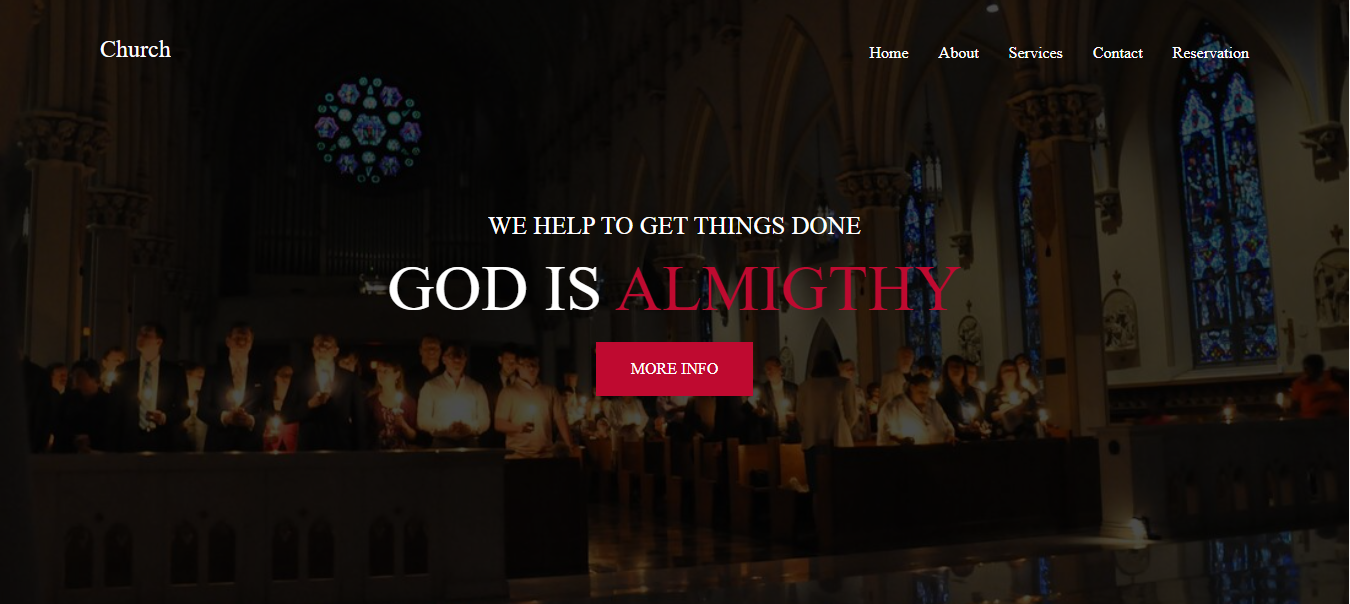 Church
Home About Services Contact Reservation
WE HELP TO GET THINGS DONE
GOD IS ALMIGTHY
MORE INFO